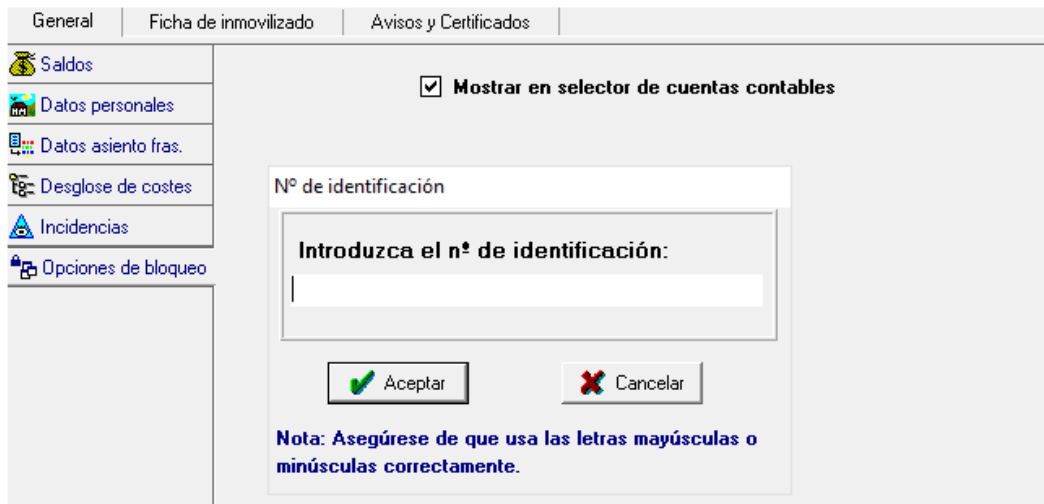 General
Ficha de inmovilizado
Avisos y Certificados
Saldos
Datos personales
Datos asiento fras.
Desglose de costes
Incidencias
Opciones de bloqueo
Mostrar en selector de cuentas contables
Nº de identificación
Introduzca el nº de identificación:
Aceptar
Cancelar
Nota: Asegúrese de que usa las letras mayúsculas o
minúsculas correctamente.